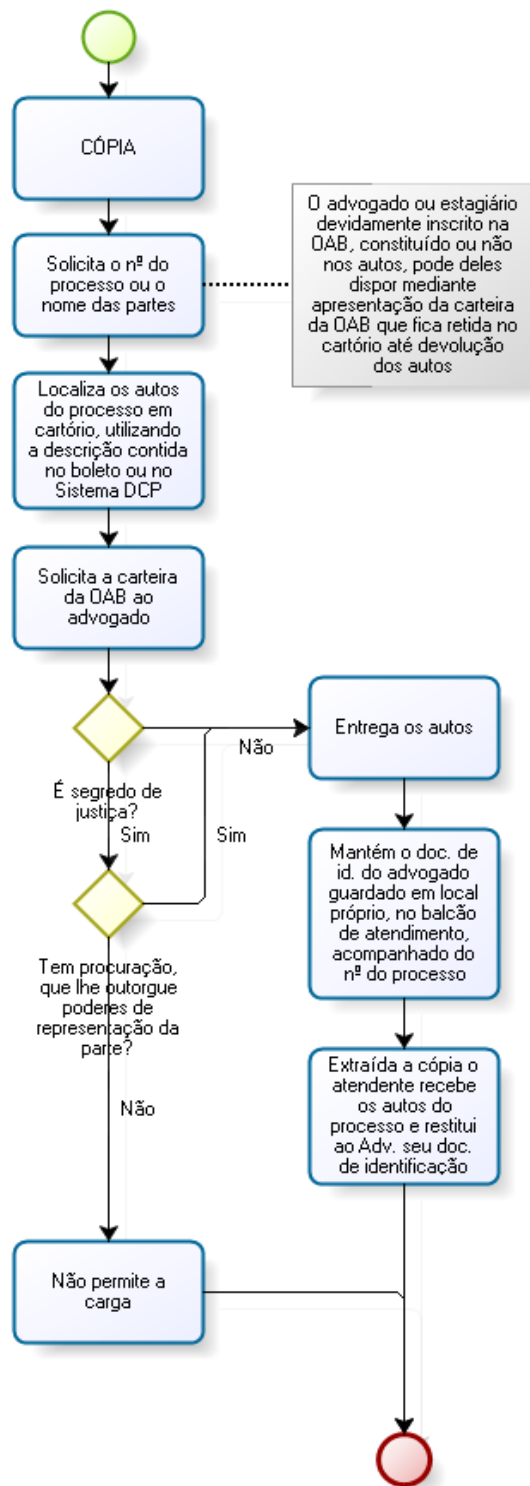 CÓPIA
Solicita o nº do
processo ou o
nome das partes
O advogado ou estagiário
devidamente inscrito na
OAB, constituído ou não
nos autos, pode deles
dispor mediante
apresentação da carteira
da OAB que fica retida no
cartório até devolução
dos autos
Localiza os autos
do processo em
cartório, utilizando
a descrição contida
no boleto ou no
Sistema DCP
Solicita a carteira
da OAB ao
advogado
É segredo de
justiça?
Não
Sim
Sim
Entrega os autos
Mantém o doc. de
id. do advogado
guardado em local
próprio, no balcão
de atendimento,
acompanhado do
nº do processo
Tem procuração,
que lhe outorgue
poderes de
representação da
parte?
Não
Extraída a cópia o
atendente recebe
os autos do
processo e restitui
ao Adv. seu doc.
de identificação
Não permite a
carga